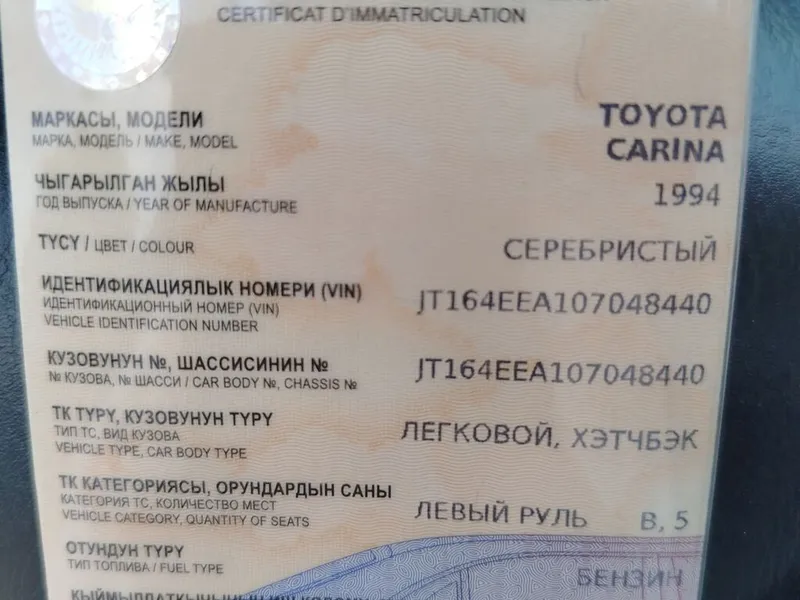 CERTIFICAT D'IMMATRICULATION
МАРКАСЫ, МОДЕЛИ
МАРКА, МОДЕЛЬ / MAKE, MODEL
TOYOTA
CARINA
ЧЫГАРЫЛГАН ЖЫЛЫ
ГОД ВЫПУСКА / YEAR OF MANUFACTURE
1994
ТҮСҮ / ЦВЕТ / COLOUR
СЕРЕБРИСТЫЙ
ИДЕНТИФИКАЦИЯЛЫК НОМЕРИ (VIN)
ИДЕНТИФИКАЦИОННЫЙ НОМЕР (VIN)
VEHICLE IDENTIFICATION NUMBER
JT164EEA107048440
КУЗОВУНУН №, ШАССИСИНИН №
№ КУЗОВА, № ШАССИ / CAR BODY №, CHASSIS №
JT164EEA107048440
ТК ТҮРҮ, КУЗОВУНУН ТҮРҮ
ТИП ТС, ВИД КУЗОВА
VEHICLE TYPE, CAR BODY TYPE
ЛЕГКОВОЙ, ХЭТЧБЭК
ТК КАТЕГОРИЯСЫ, ОРУНДАРДЫН САНЫ
КАТЕГОРИЯ ТС, КОЛИЧЕСТВО МЕСТ
VEHICLE CATEGORY, QUANTITY OF SEATS
ЛЕВЫЙ РУЛЬ B, 5
ОТУНДУН ТҮРҮ
ТИП ТОПЛИВА / FUEL TYPE
БЕНЗИН